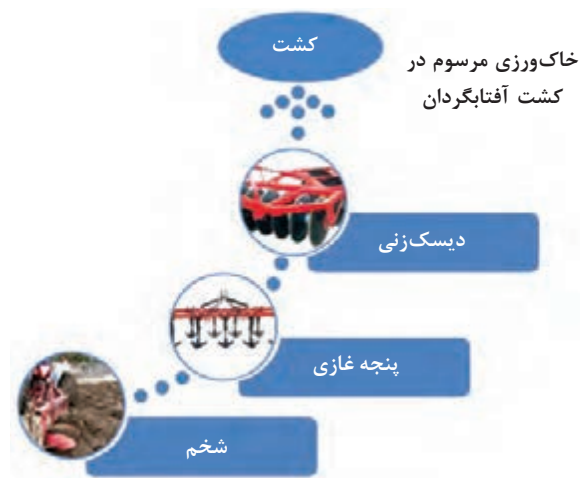 کشت
خاک‌ورزی مرسوم در
کشت آفتابگردان
دیسک‌زنی
پنجه غازی
شخم